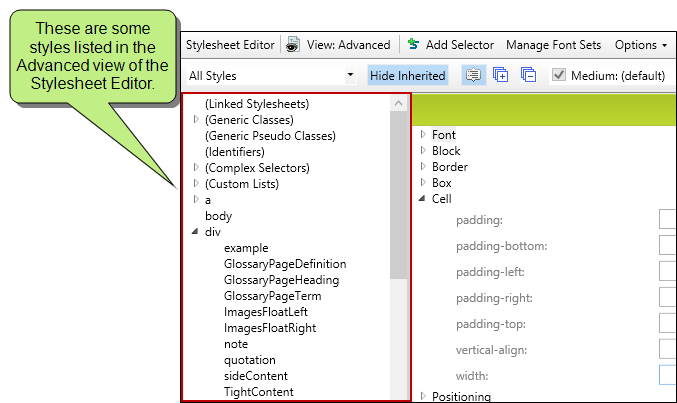 These are some
styles listed in the
Advanced view of the
Stylesheet Editor.
Stylesheet Editor View: Advanced Add Selector Manage Font Sets Options
All Styles Hide Inherited Medium: (default)
(Linked Stylesheets)
(Generic Classes)
(Generic Pseudo Classes)
(Identifiers)
(Complex Selectors)
(Custom Lists)
a
body
div
example
GlossaryPageDefinition
GlossaryPageHeading
GlossaryPageTerm
ImagesFloatLeft
ImagesFloatRight
note
quotation
sideContent
TightContent
Font
Block
Border
Box
Cell
padding:
padding-bottom:
padding-left:
padding-right:
padding-top:
vertical-align:
width:
Positioning